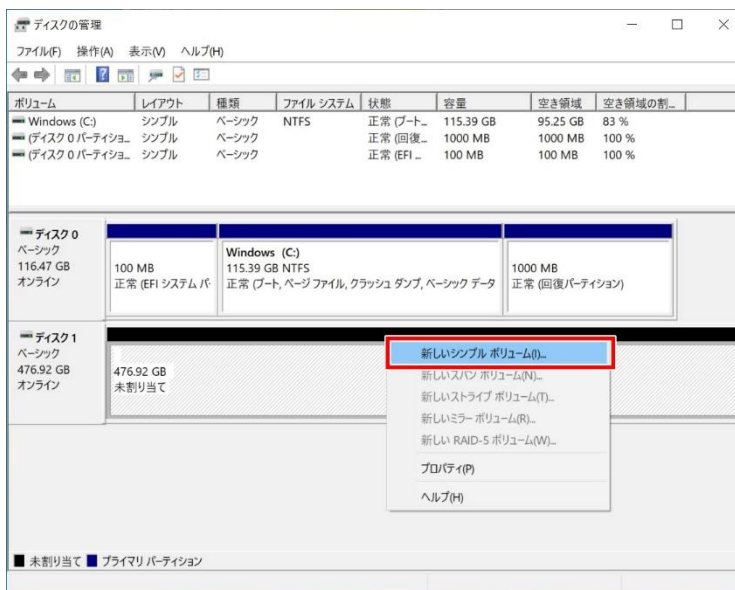 ディスクの管理
ファイル(F) 操作(A) 表示(V) ヘルプ(H)
ボリューム レイアウト 種類 ファイル システム 状態 容量 空き領域 空き領域の割...
Windows (C:) シンプル ベーシック NTFS 正常 (ブート... 115.39 GB 95.25 GB 83 %
(ディスク 0 パーティショ... シンプル ベーシック 正常 (回復... 1000 MB 1000 MB 100 %
(ディスク 0 パーティショ... シンプル ベーシック 正常 (EFI ... 100 MB 100 MB 100 %
ディスク 0
ベーシック
116.47 GB
オンライン
100 MB
正常 (EFI システム パ
Windows (C:)
115.39 GB NTFS
正常 (ブート, ページ ファイル, クラッシュ ダンプ, ベーシック データ
1000 MB
正常 (回復パーティション)
ディスク 1
ベーシック
476.92 GB
オンライン
476.92 GB
未割り当て
新しいシンプル ボリューム(I)...
新しいスパン ボリューム(N)...
新しいストライプ ボリューム(T)...
新しいミラー ボリューム(R)...
新しい RAID-5 ボリューム(W)...
プロパティ(P)
ヘルプ(H)
未割り当て プライマリ パーティション